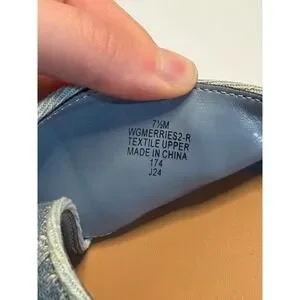 7½M
WGMERRIES2-R
TEXTILE UPPER
MADE IN CHINA
174
J24